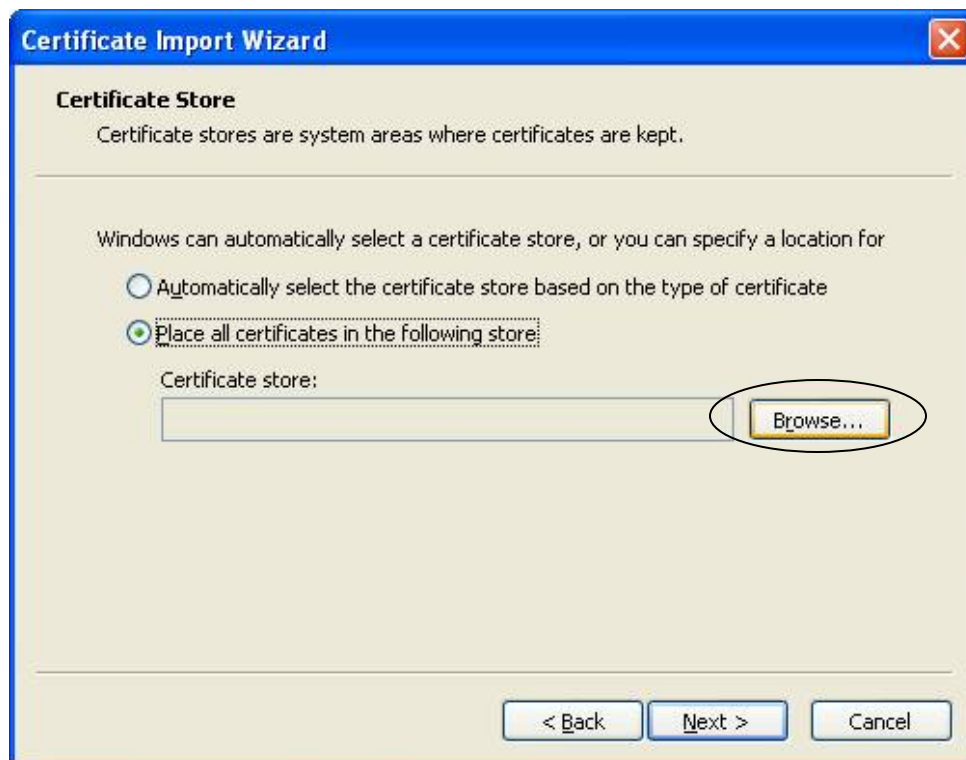 Certificate Import Wizard
Certificate Store
Certificate stores are system areas where certificates are kept.
Windows can automatically select a certificate store, or you can specify a location for
Automatically select the certificate store based on the type of certificate
Place all certificates in the following store
Certificate store:
Browse...
< Back Next > Cancel